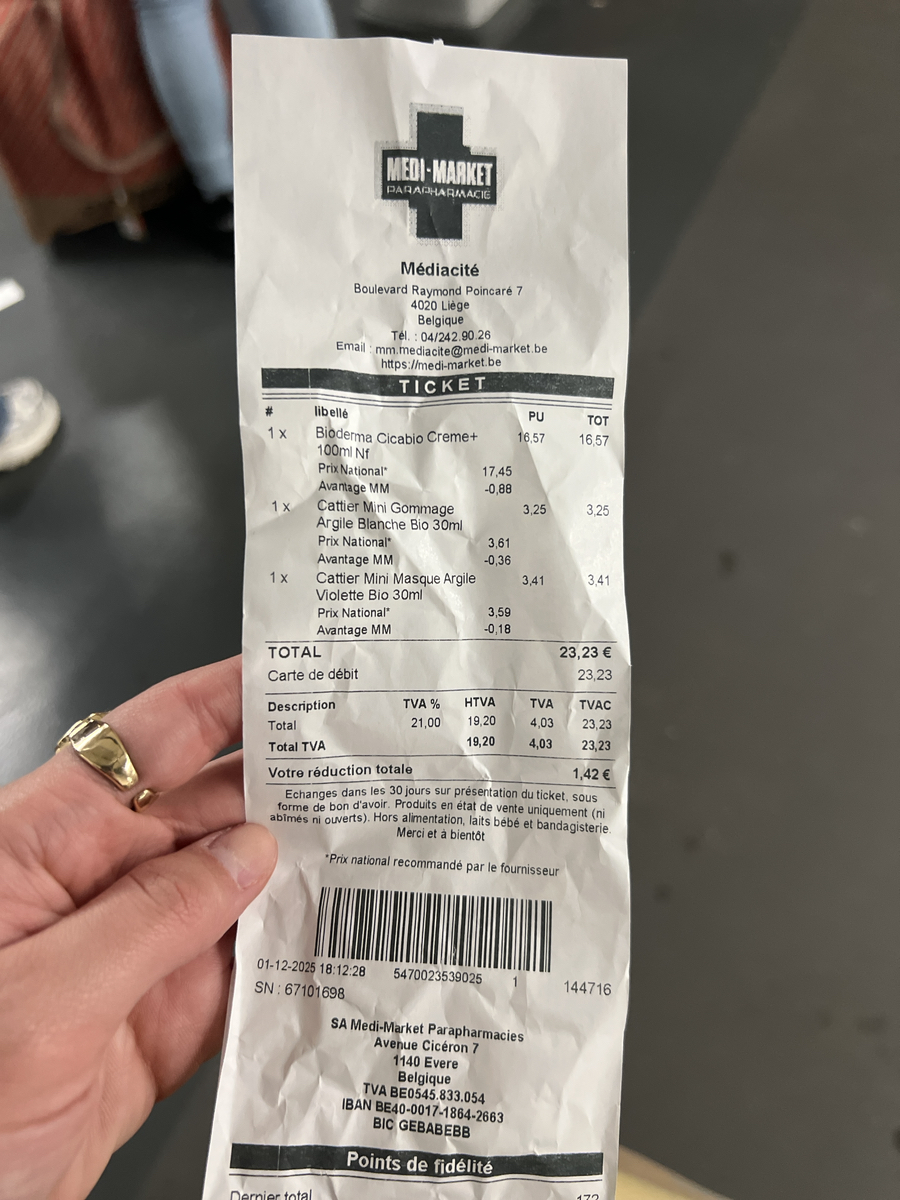 MEDI-MARKET
PARAPHARMACIE
Médiacité
Boulevard Raymond Poincaré 7
4020 Liège
Belgique
Tél. : 04/242.90.26
Email : mm.mediacite@medi-market.be
https://medi-market.be
TICKET
# libellé PU TOT
1 x Bioderma Cicabio Creme+ 16,57 16,57
100ml Nf
Prix National* 17,45
Avantage MM -0,88
1 x Cattier Mini Gommage 3,25 3,25
Argile Blanche Bio 30ml
Prix National* 3,61
Avantage MM -0,36
1 x Cattier Mini Masque Argile 3,41 3,41
Violette Bio 30ml
Prix National* 3,59
Avantage MM -0,18
TOTAL 23,23 €
Carte de débit 23,23
Description TVA % HTVA TVA TVAC
Total 21,00 19,20 4,03 23,23
Total TVA 19,20 4,03 23,23
Votre réduction totale 1,42 €
Echanges dans les 30 jours sur présentation du ticket, sous
forme de bon d'avoir. Produits en état de vente uniquement (ni
abîmés ni ouverts). Hors alimentation, laits bébé et bandagisterie.
Merci et à bientôt
*Prix national recommandé par le fournisseur
01-12-2025 18:12:28 5470023539025 1 144716
SN : 67101698
SA Medi-Market Parapharmacies
Avenue Cicéron 7
1140 Evere
Belgique
TVA BE0545.833.054
IBAN BE40-0017-1864-2663
BIC GEBABEBB
Points de fidélité
Dernier total 172